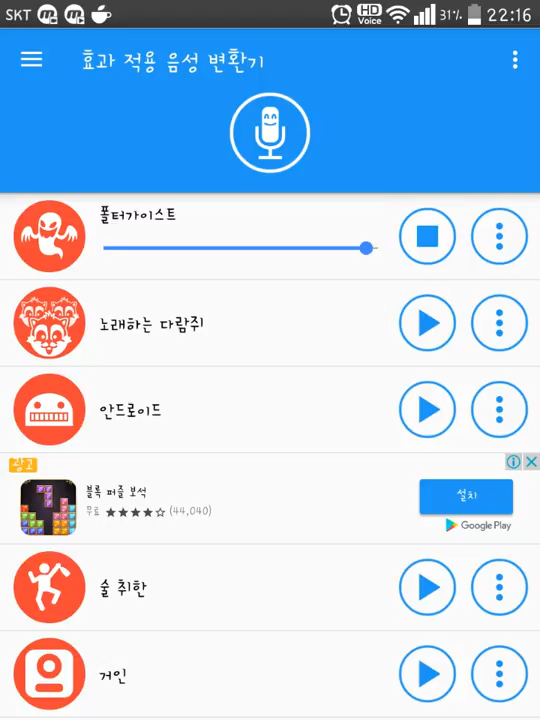 SKT
HD Voice
31%
22:16
효과 적용 음성 변환기
폴터가이스트
노래하는 다람쥐
안드로이드
광고
블록 퍼즐 보석
무료 ★★★★☆ (44,040)
설치
Google Play
술 취한
거인